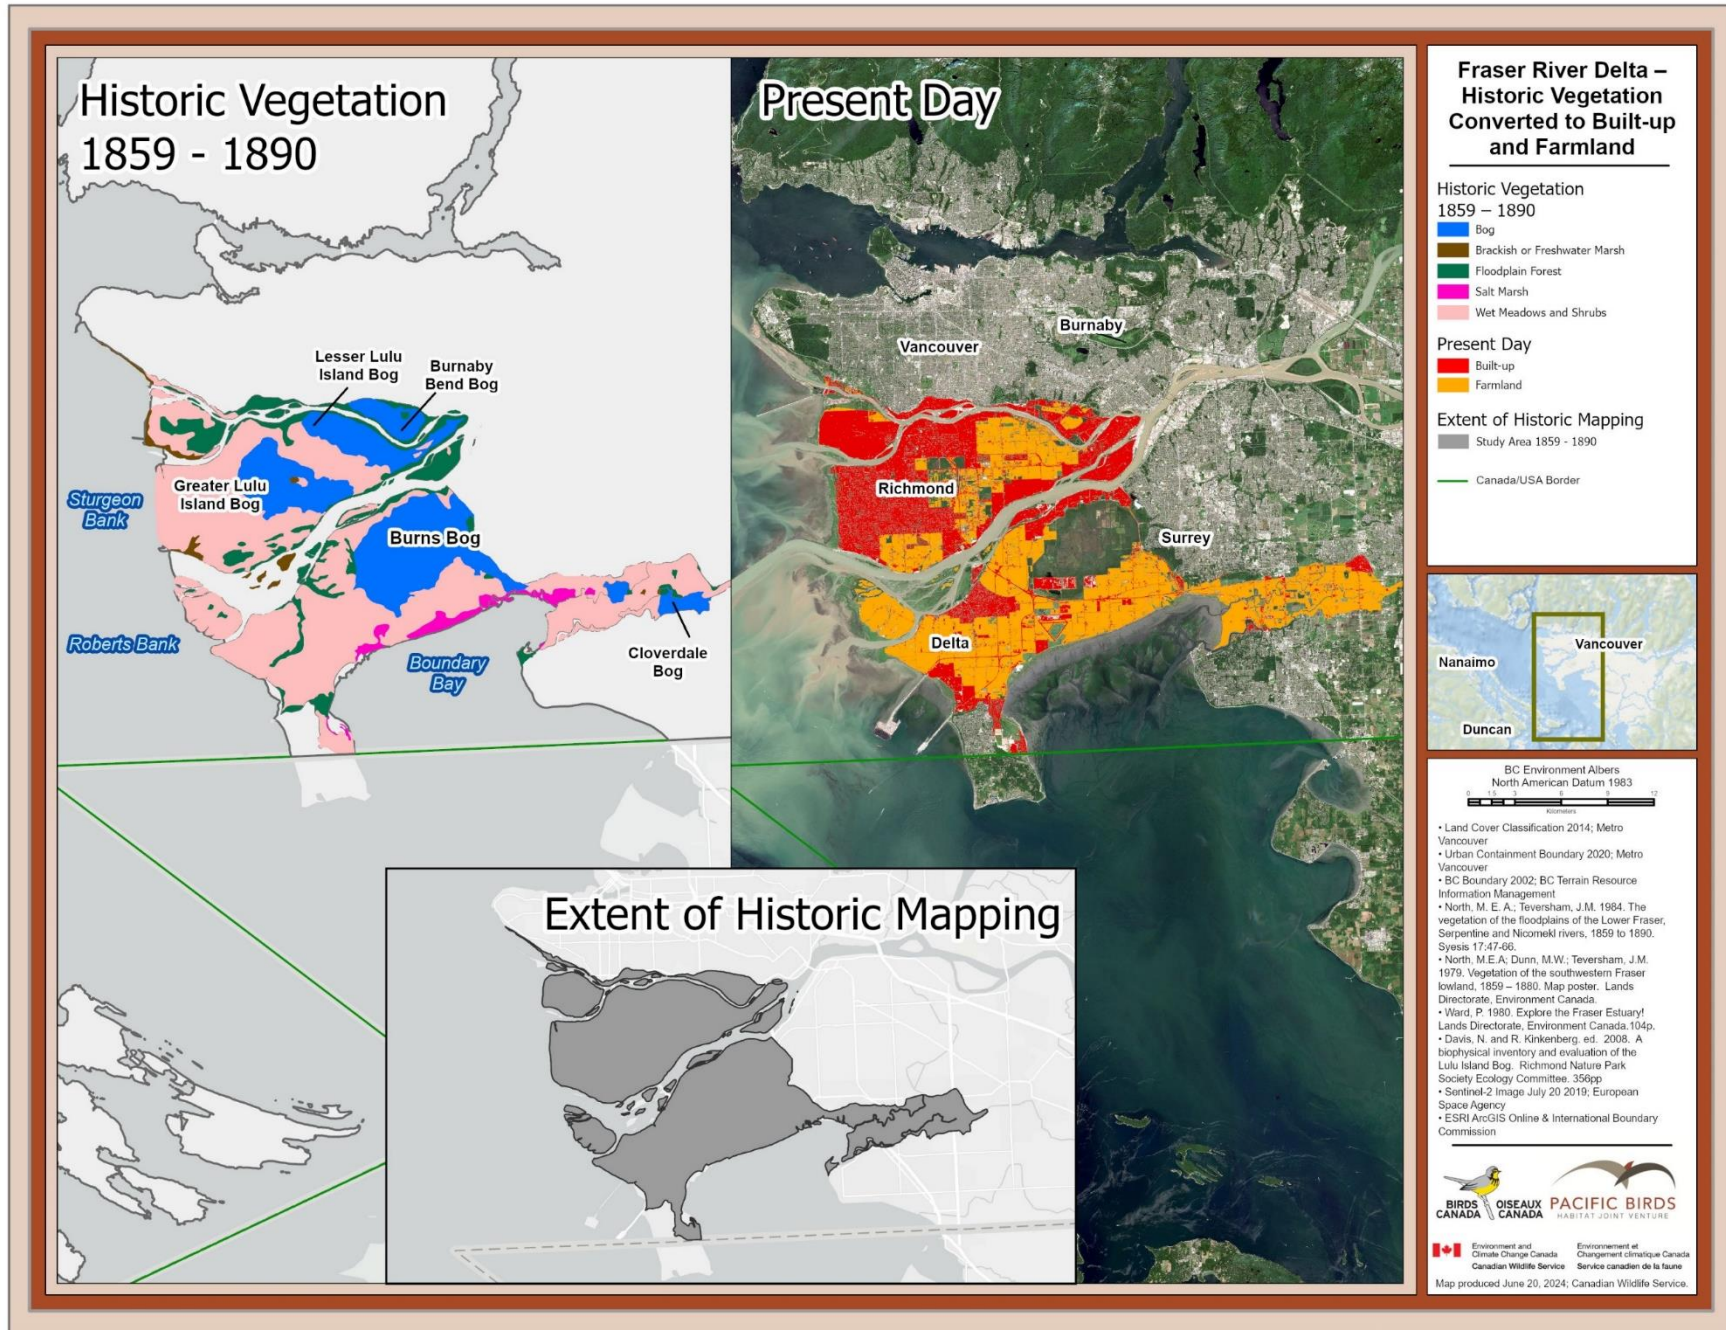 Historic Vegetation
1859 - 1890
Lesser Lulu
Island Bog
Burnaby
Bend Bog
Greater Lulu
Island Bog
Sturgeon
Bank
Burns Bog
Roberts Bank
Boundary
Bay
Cloverdale
Bog
Present Day
Burnaby
Vancouver
Richmond
Surrey
Delta
Extent of Historic Mapping
Fraser River Delta –
Historic Vegetation
Converted to Built-up
and Farmland
Historic Vegetation
1859 – 1890
Bog
Brackish or Freshwater Marsh
Floodplain Forest
Salt Marsh
Wet Meadows and Shrubs
Present Day
Built-up
Farmland
Extent of Historic Mapping
Study Area 1859 - 1890
Canada/USA Border
Vancouver
Nanaimo
Duncan
BC Environment Albers
North American Datum 1983
0 1.5 3 6 9 12
Kilometers
• Land Cover Classification 2014; Metro
Vancouver
• Urban Containment Boundary 2020; Metro
Vancouver
• BC Boundary 2002; BC Terrain Resource
Information Management
• North, M. E. A.; Teversham, J.M. 1984. The
vegetation of the floodplains of the Lower Fraser,
Serpentine and Nicomekl rivers, 1859 to 1890.
Syesis 17:47-66.
• North, M.E.A; Dunn, M.W.; Teversham, J.M.
1979. Vegetation of the southwestern Fraser
lowland, 1859 – 1880. Map poster. Lands
Directorate, Environment Canada.
• Ward, P. 1980. Explore the Fraser Estuary!
Lands Directorate, Environment Canada.104p.
• Davis, N. and R. Kinkenberg. ed. 2008. A
biophysical inventory and evaluation of the
Lulu Island Bog. Richmond Nature Park
Society Ecology Committee. 356pp
• Sentinel-2 Image July 20 2019; European
Space Agency
• ESRI ArcGIS Online & International Boundary
Commission
BIRDS OISEAUX
CANADA CANADA
PACIFIC BIRDS
HABITAT JOINT VENTURE
Environment and
Climate Change Canada
Canadian Wildlife Service
Environnement et
Changement climatique Canada
Service canadien de la faune
Map produced June 20, 2024; Canadian Wildlife Service.